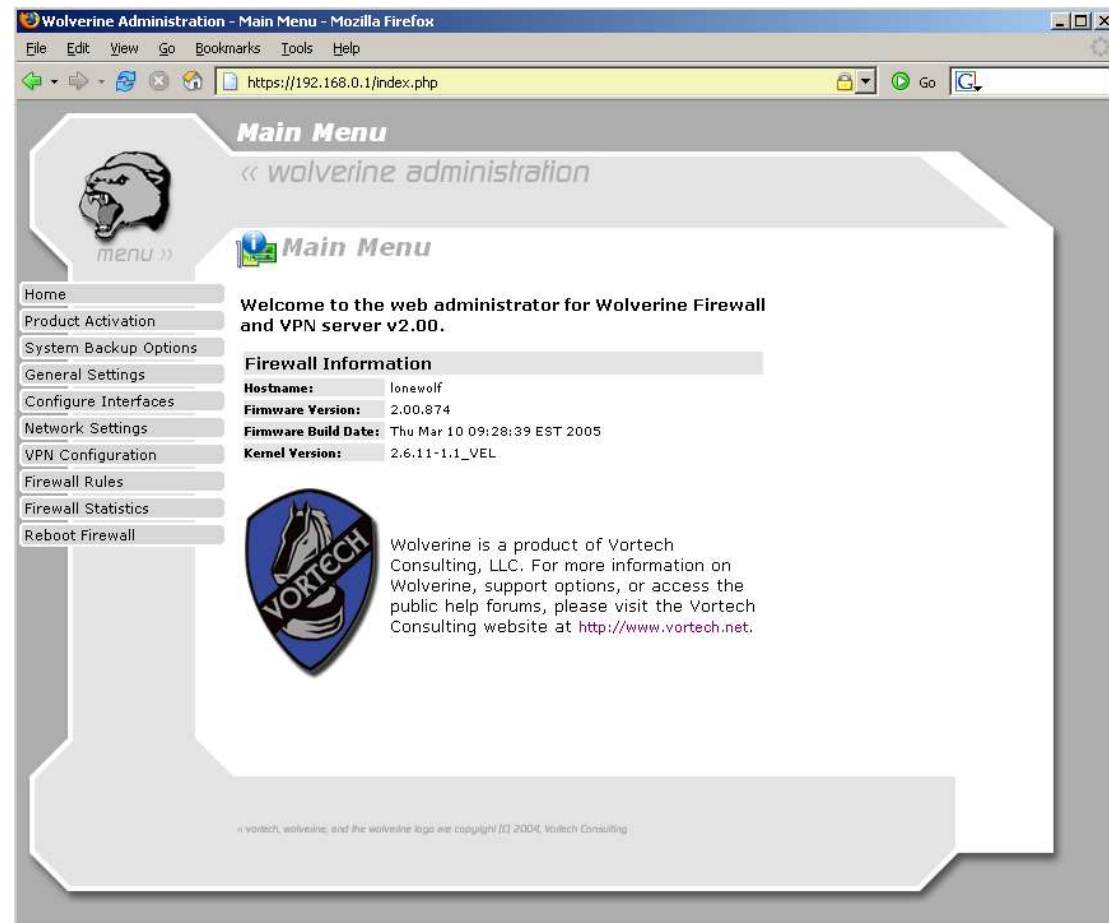 Wolverine Administration - Main Menu - Mozilla Firefox
File Edit View Go Bookmarks Tools Help
https://192.168.0.1/index.php Go G
Main Menu
« wolverine administration
menu »
Main Menu
Home
Product Activation
System Backup Options
General Settings
Configure Interfaces
Network Settings
VPN Configuration
Firewall Rules
Firewall Statistics
Reboot Firewall
Welcome to the web administrator for Wolverine Firewall
and VPN server v2.00.
Firewall Information
Hostname: lonewolf
Firmware Version: 2.00.874
Firmware Build Date: Thu Mar 10 09:28:39 EST 2005
Kernel Version: 2.6.11-1.1_VEL
VORTECH
Wolverine is a product of Vortech
Consulting, LLC. For more information on
Wolverine, support options, or access the
public help forums, please visit the Vortech
Consulting website at http://www.vortech.net.
« vortech, wolverine, and the wolverine logo are copyright (C) 2004, Vortech Consulting